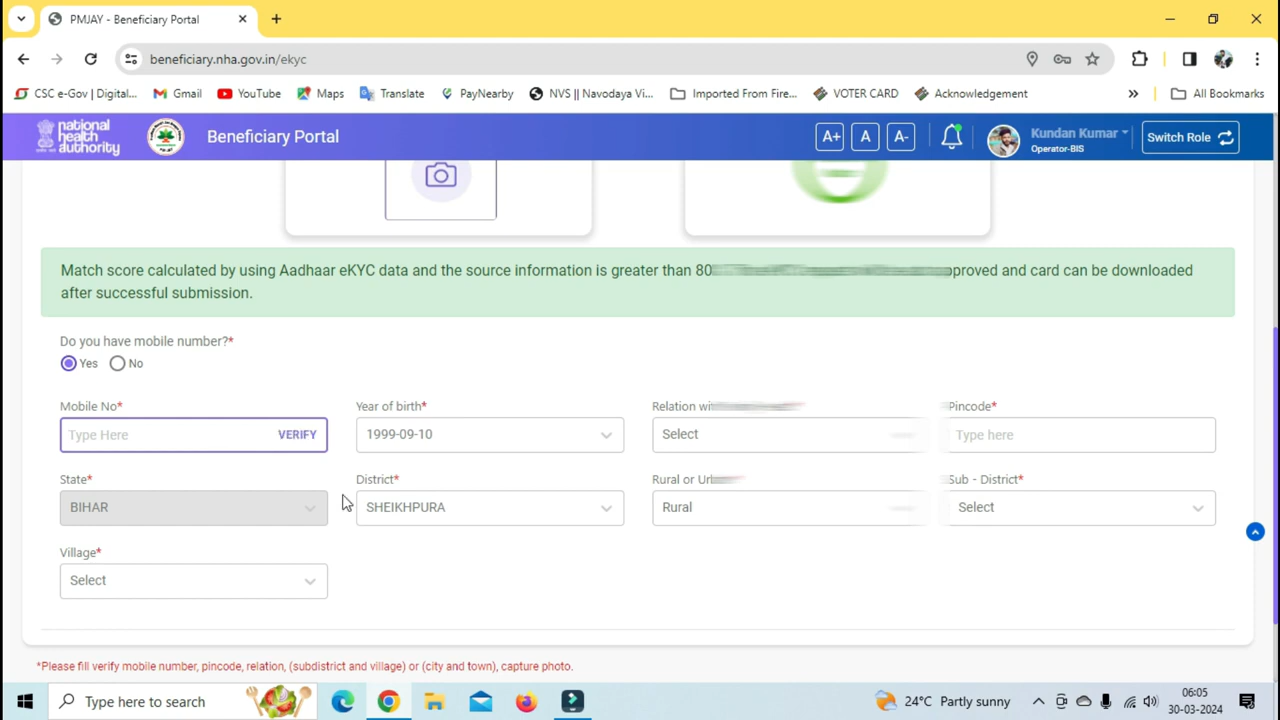 PMJAY - Beneficiary Portal
beneficiary.nha.gov.in/ekyc
CSC e-Gov | Digital... Gmail YouTube Maps Translate PayNearby NVS || Navodaya Vi... Imported From Fire... VOTER CARD Acknowledgement » All Bookmarks
national health authority Beneficiary Portal A+ A A- Kundan Kumar Switch Role
Operator-BIS
Match score calculated by using Aadhaar eKYC data and the source information is greater than 80 pproved and card can be downloaded
after successful submission.
Do you have mobile number?*
Yes No
Mobile No* Year of birth* Relation wi Pincode*
Type Here VERIFY 1999-09-10 Select Type here
State* District* Rural or Ur Sub - District*
BIHAR SHEIKHPURA Rural Select
Village*
Select
*Please fill verify mobile number, pincode, relation, (subdistrict and village) or (city and town), capture photo.
Type here to search 24°C Partly sunny 06:05
30-03-2024